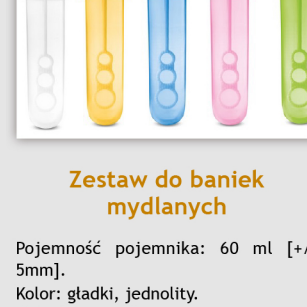 Zestaw do baniek
mydlanych
Pojemność pojemnika: 60 ml [+/
5mm].
Kolor: gładki, jednolity.